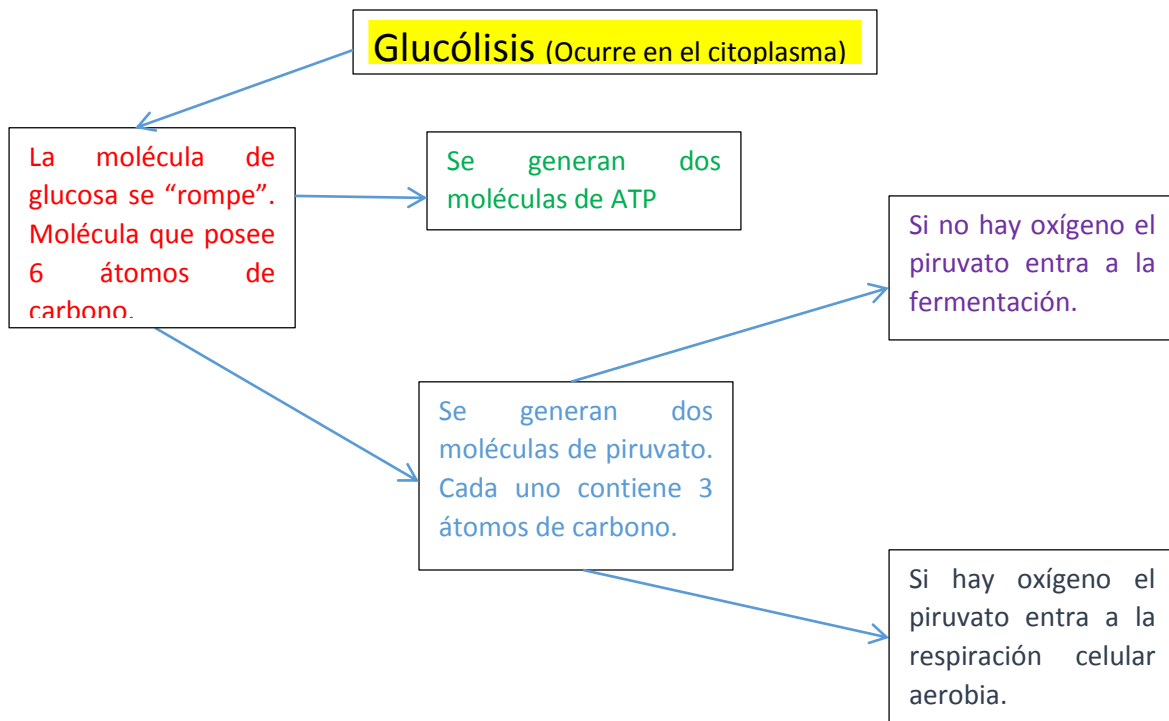 Glucólisis (Ocurre en el citoplasma)
La molécula de
glucosa se “rompe”.
Molécula que posee
6 átomos de
carbono.
Se generan dos
moléculas de ATP
Si no hay oxígeno el
piruvato entra a la
fermentación.
Se generan dos
moléculas de piruvato.
Cada uno contiene 3
átomos de carbono.
Si hay oxígeno el
piruvato entra a la
respiración celular
aerobia.